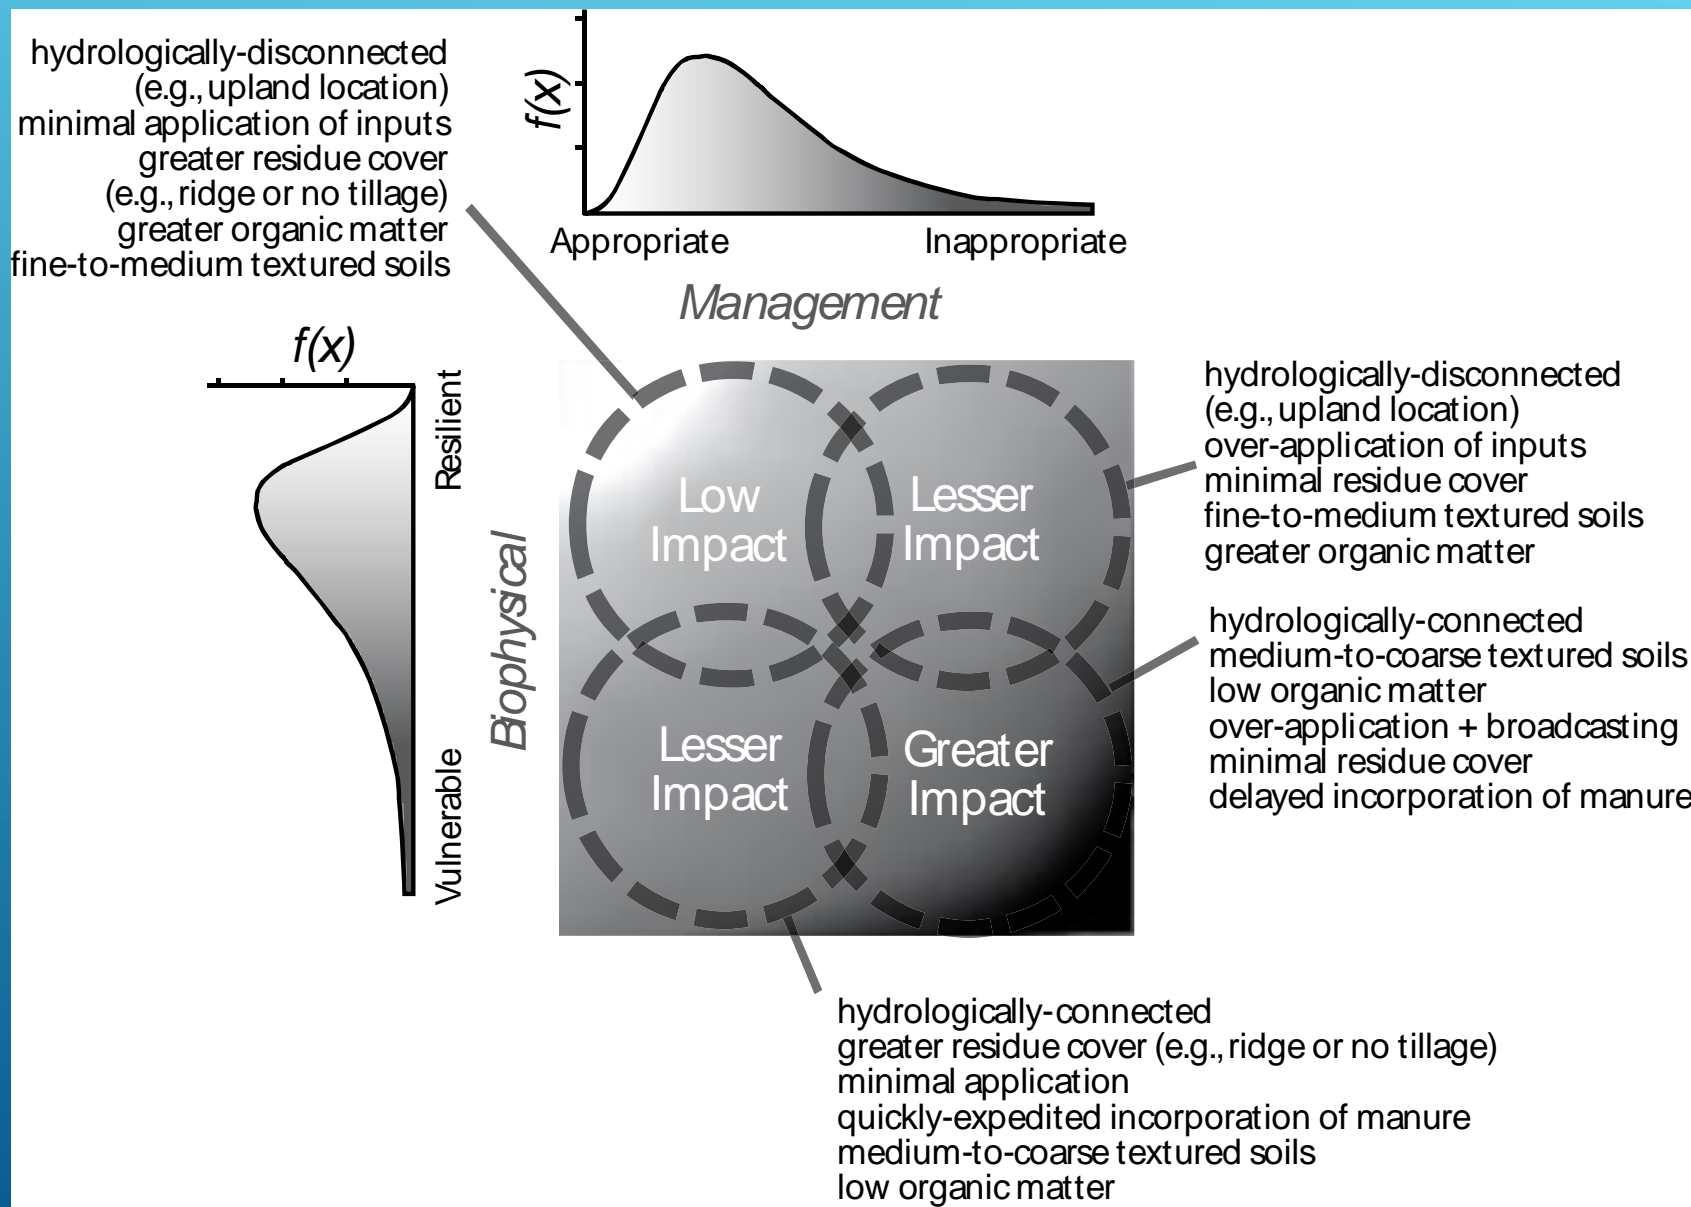 hydrologically-disconnected
(e.g., upland location)
minimal application of inputs
greater residue cover
(e.g., ridge or no tillage)
greater organic matter
fine-to-medium textured soils
f(x)
Appropriate
Inappropriate
Management
f(x)
Resilient
Vulnerable
Biophysical
Low
Impact
Lesser
Impact
Lesser
Impact
Greater
Impact
hydrologically-disconnected
(e.g., upland location)
over-application of inputs
minimal residue cover
fine-to-medium textured soils
greater organic matter
hydrologically-connected
medium-to-coarse textured soils
low organic matter
over-application + broadcasting
minimal residue cover
delayed incorporation of manure
hydrologically-connected
greater residue cover (e.g., ridge or no tillage)
minimal application
quickly-expedited incorporation of manure
medium-to-coarse textured soils
low organic matter